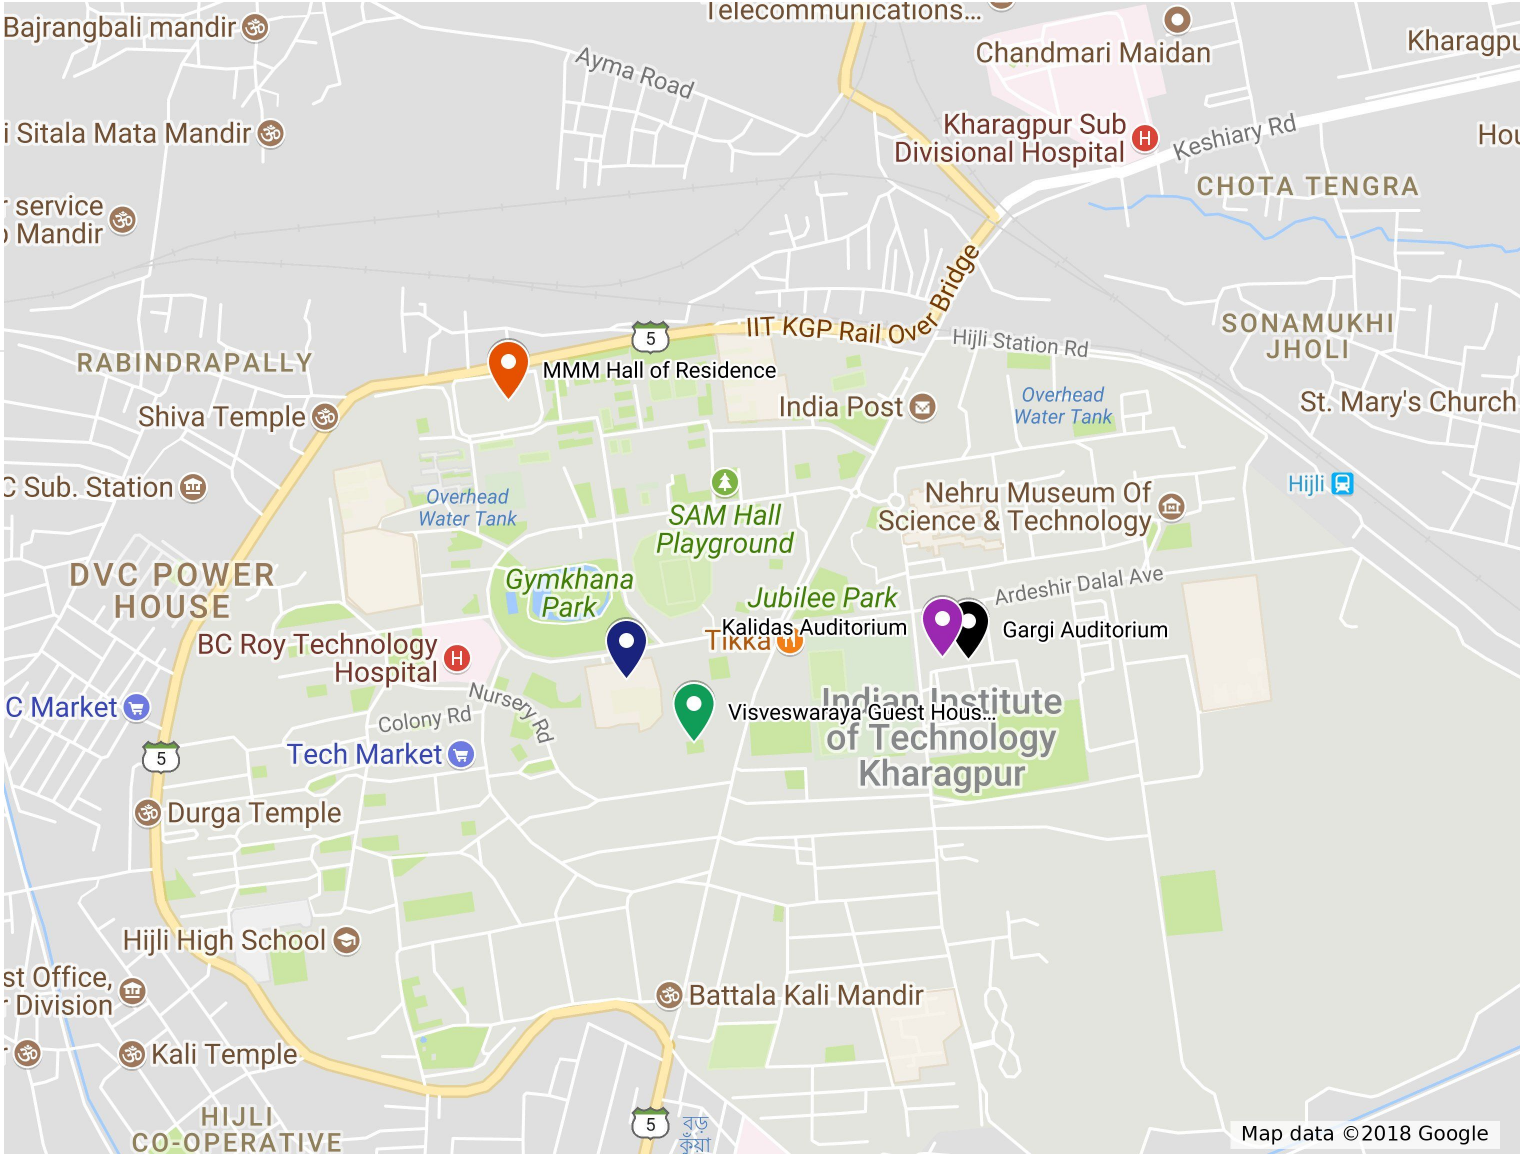 Telecommunications...
Bajrangbali mandir
Chandmari Maidan
Kharagpu
Ayma Road
i Sitala Mata Mandir
Kharagpur Sub
Divisional Hospital
Keshiary Rd
Hou
CHOTA TENGRA
r service
o Mandir
IIT KGP Rail Over Bridge
5
Hijli Station Rd
SONAMUKHI
JHOLI
RABINDRAPALLY
MMM Hall of Residence
Shiva Temple
India Post
Overhead
Water Tank
St. Mary's Church
C Sub. Station
Overhead
Water Tank
SAM Hall
Playground
Nehru Museum Of
Science & Technology
Hijli
DVC POWER
HOUSE
Gymkhana
Park
Jubilee Park
Ardeshir Dalal Ave
Kalidas Auditorium
Gargi Auditorium
Tikka
BC Roy Technology
Hospital
C Market
Nursery Rd
Colony Rd
Visveswaraya Guest Hous...
Indian Institute
of Technology
Kharagpur
Tech Market
5
Durga Temple
Hijli High School
st Office,
r Division
Battala Kali Mandir
Kali Temple
HIJLI
CO-OPERATIVE
5
Map data ©2018 Google